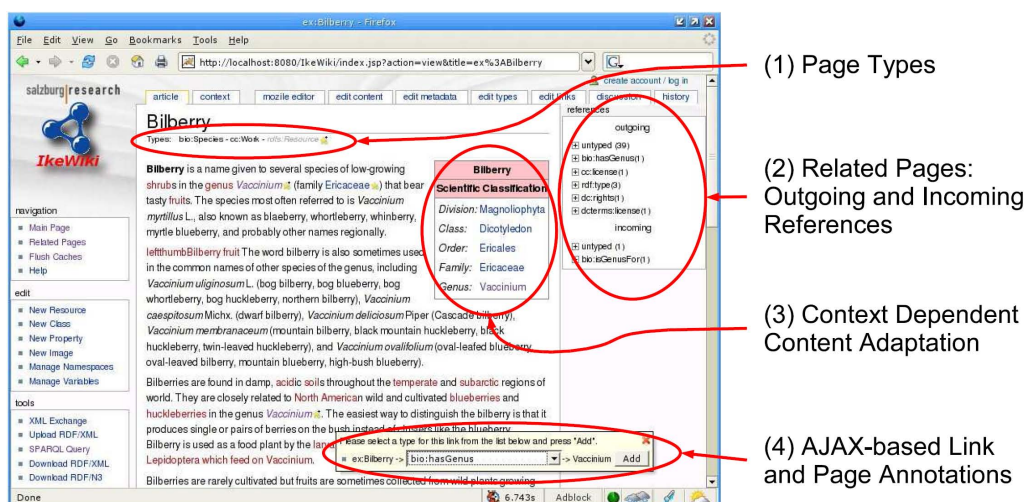 ex:Bilberry - Firefox
File Edit View Go Bookmarks Tools Help
http://localhost:8080/IkeWiki/index.jsp?action=view&title=ex%3ABilberry
G
salzburg|research
IkeWiki
create account / log in
article context mozile editor edit content edit metadata edit types edit links discussion history
navigation
Main Page
Related Pages
Flush Caches
Help
edit
New Resource
New Class
New Property
New Image
Manage Namespaces
Manage Variables
tools
XML Exchange
Upload RDF/XML
SPARQL Query
Download RDF/XML
Download RDF/N3
Bilberry
Types: bio:Species - cc:Work - rdfs:Resource
Bilberry is a name given to several species of low-growing
shrubs in the genus Vaccinium (family Ericaceae) that bear
tasty fruits. The species most often referred to is Vaccinium
myrtillus L., also known as blaeberry, whortleberry, whinberry,
myrtle blueberry, and probably other names regionally.
leftthumbBilberry fruit The word bilberry is also sometimes used
in the common names of other species of the genus, including
Vaccinium uliginosum L. (bog bilberry, bog blueberry, bog
whortleberry, bog huckleberry, northern bilberry), Vaccinium
caespitosum Michx. (dwarf bilberry), Vaccinium deliciosum Piper (Cascade bilberry),
Vaccinium membranaceum (mountain bilberry, black mountain huckleberry, black
huckleberry, twin-leaved huckleberry), and Vaccinium ovalifolium (oval-leafed blueberry,
oval-leaved bilberry, mountain blueberry, high-bush blueberry).
Bilberries are found in damp, acidic soils throughout the temperate and subarctic regions of
world. They are closely related to North American wild and cultivated blueberries and
huckleberries in the genus Vaccinium. The easiest way to distinguish the bilberry is that it
produces single or pairs of berries on the bush instead of clusters like the blueberry.
Bilberry is used as a food plant by the
Lepidoptera which feed on Vaccinium.
Bilberries are rarely cultivated but fruits are sometimes collected from wild plants growing
Bilberry
Scientific Classification
Division: Magnoliophyta
Class: Dicotyledon
Order: Ericales
Family: Ericaceae
Genus: Vaccinium
references
outgoing
untyped (39)
bio:hasGenus(1)
cc:license(1)
rdf:type(3)
dc:rights(1)
dcterms:license(1)
incoming
untyped (1)
bio:isGenusFor(1)
Please select a type for this link from the list below and press "Add".
ex:Bilberry -> bio:hasGenus -> Vaccinium Add
Done 6.743s Adblock
(1) Page Types
(2) Related Pages:
Outgoing and Incoming
References
(3) Context Dependent
Content Adaptation
(4) AJAX-based Link
and Page Annotations